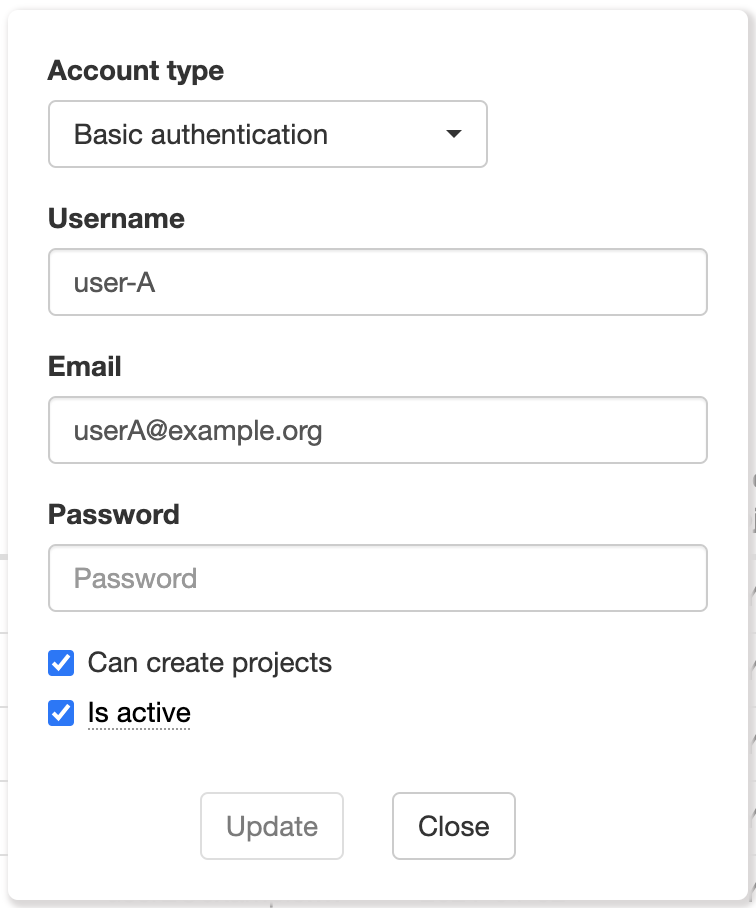 Account type
Basic authentication
Username
user-A
Email
userA@example.org
Password
Password
Can create projects
Is active
Update
Close